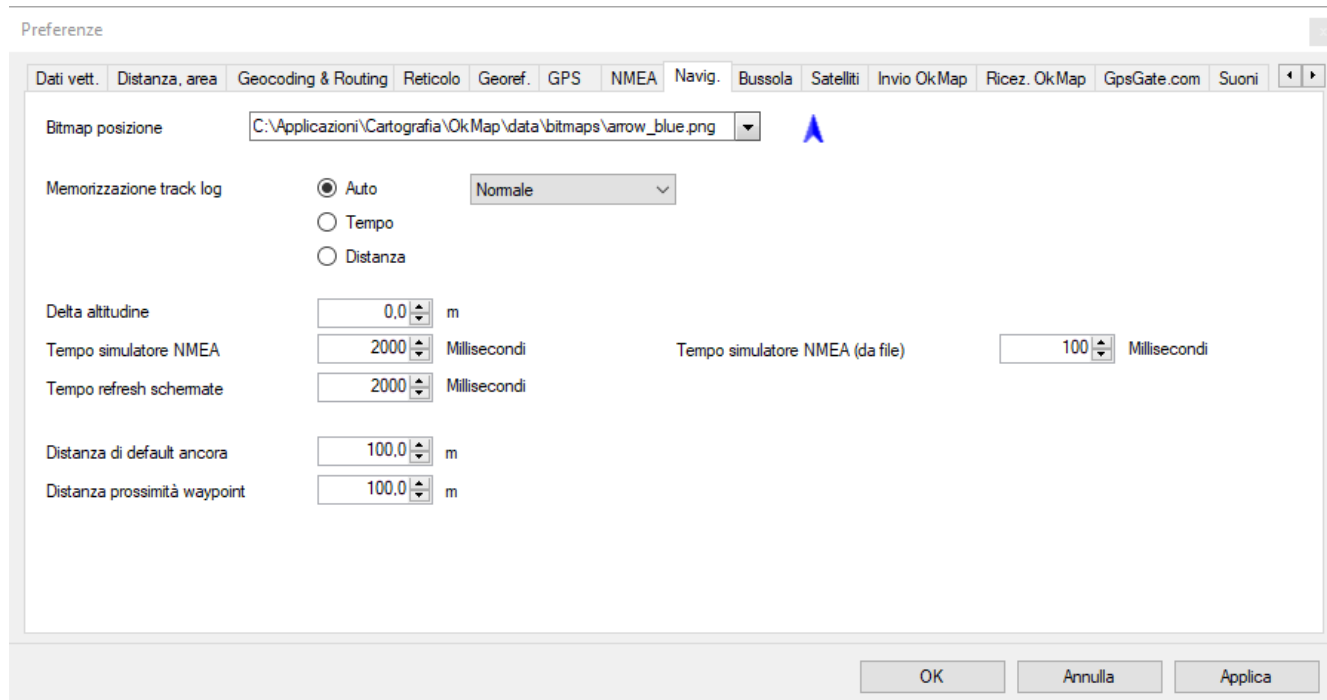 Preferenze
Dati vett. Distanza, area Geocoding & Routing Reticolo Georef. GPS NMEA Navig. Bussola Satelliti Invio OkMap Ricez. OkMap GpsGate.com Suoni
Bitmap posizione C:\Applicazioni\Cartografia\OkMap\data\bitmaps\arrow_blue.png
Memorizzazione track log Auto Normale
Tempo
Distanza
Delta altitudine 0,0 m
Tempo simulatore NMEA 2000 Millisecondi Tempo simulatore NMEA (da file) 100 Millisecondi
Tempo refresh schermate 2000 Millisecondi
Distanza di default ancora 100,0 m
Distanza prossimità waypoint 100,0 m
OK Annulla Applica